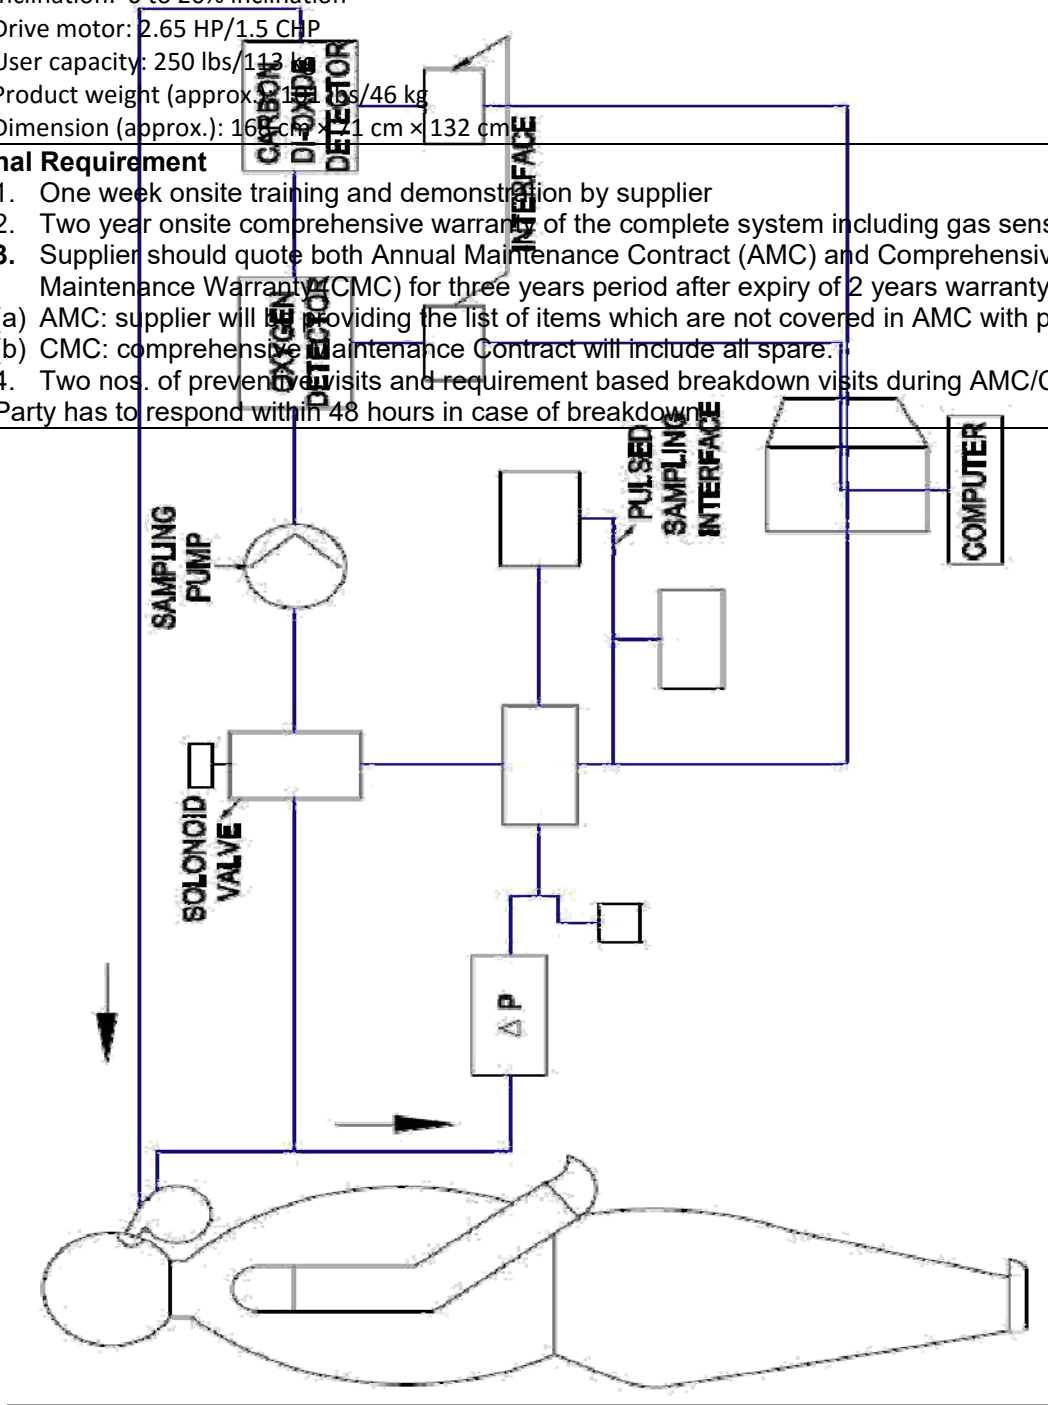 Drive motor: 2.65 HP/1.5 CHP
User capacity: 250 lbs/113 kg
Product weight (approx.): 101 lbs/46 kg
Dimension (approx.): 168 cm × 71 cm × 132 cm
nal Requirement
1. One week onsite training and demonstration by supplier
2. Two year onsite comprehensive warranty of the complete system including gas sens
3. Supplier should quote both Annual Maintenance Contract (AMC) and Comprehensiv
Maintenance Warranty (CMC) for three years period after expiry of 2 years warranty
(a) AMC: supplier will be providing the list of items which are not covered in AMC with p
(b) CMC: comprehensive Maintenance Contract will include all spare.
4. Two nos. of preventive visits and requirement based breakdown visits during AMC/C
Party has to respond within 48 hours in case of breakdown
CARBON
DI-OXIDE
DETECTOR
INTERFACE
OXYGEN
DETECTOR
PULSED
SAMPLING
INTERFACE
COMPUTER
SAMPLING
PUMP
SOLONOID
VALVE
Δ P